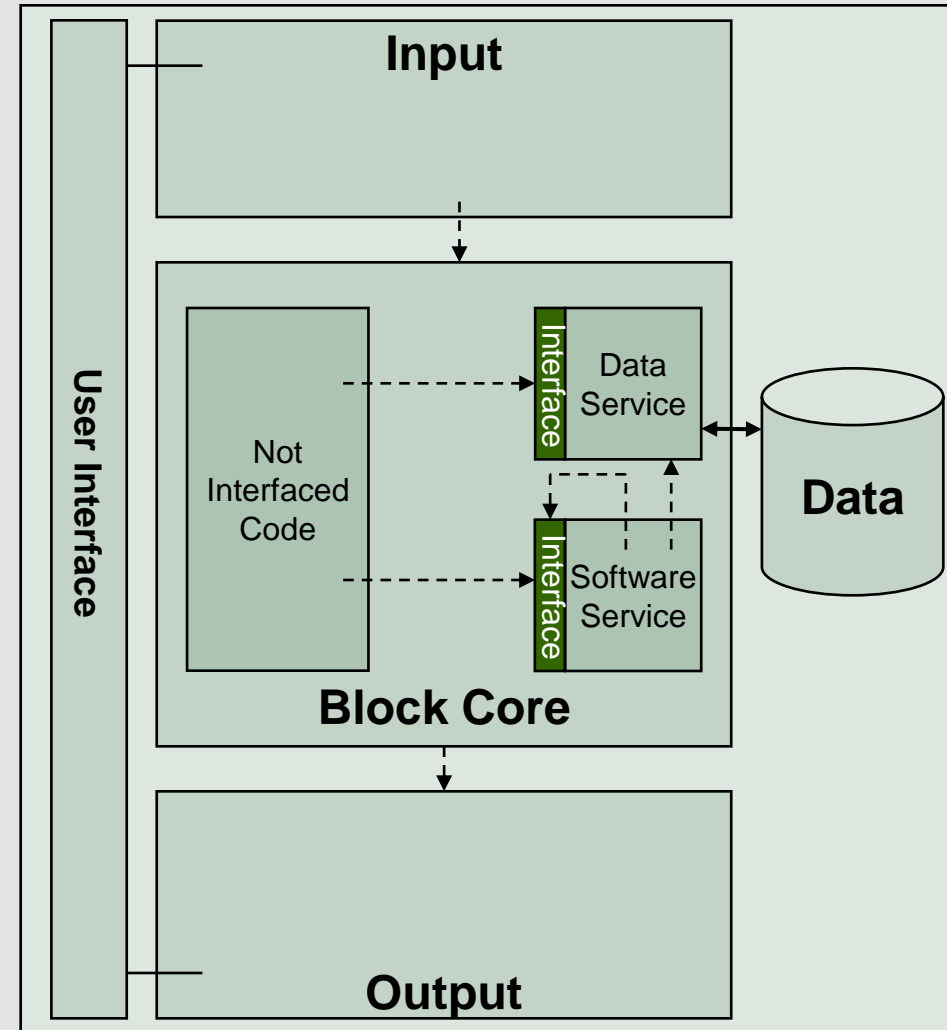 Input
User Interface
Not
Interfaced
Code
Interface
Data
Service
Data
Interface
Software
Service
Block Core
Output